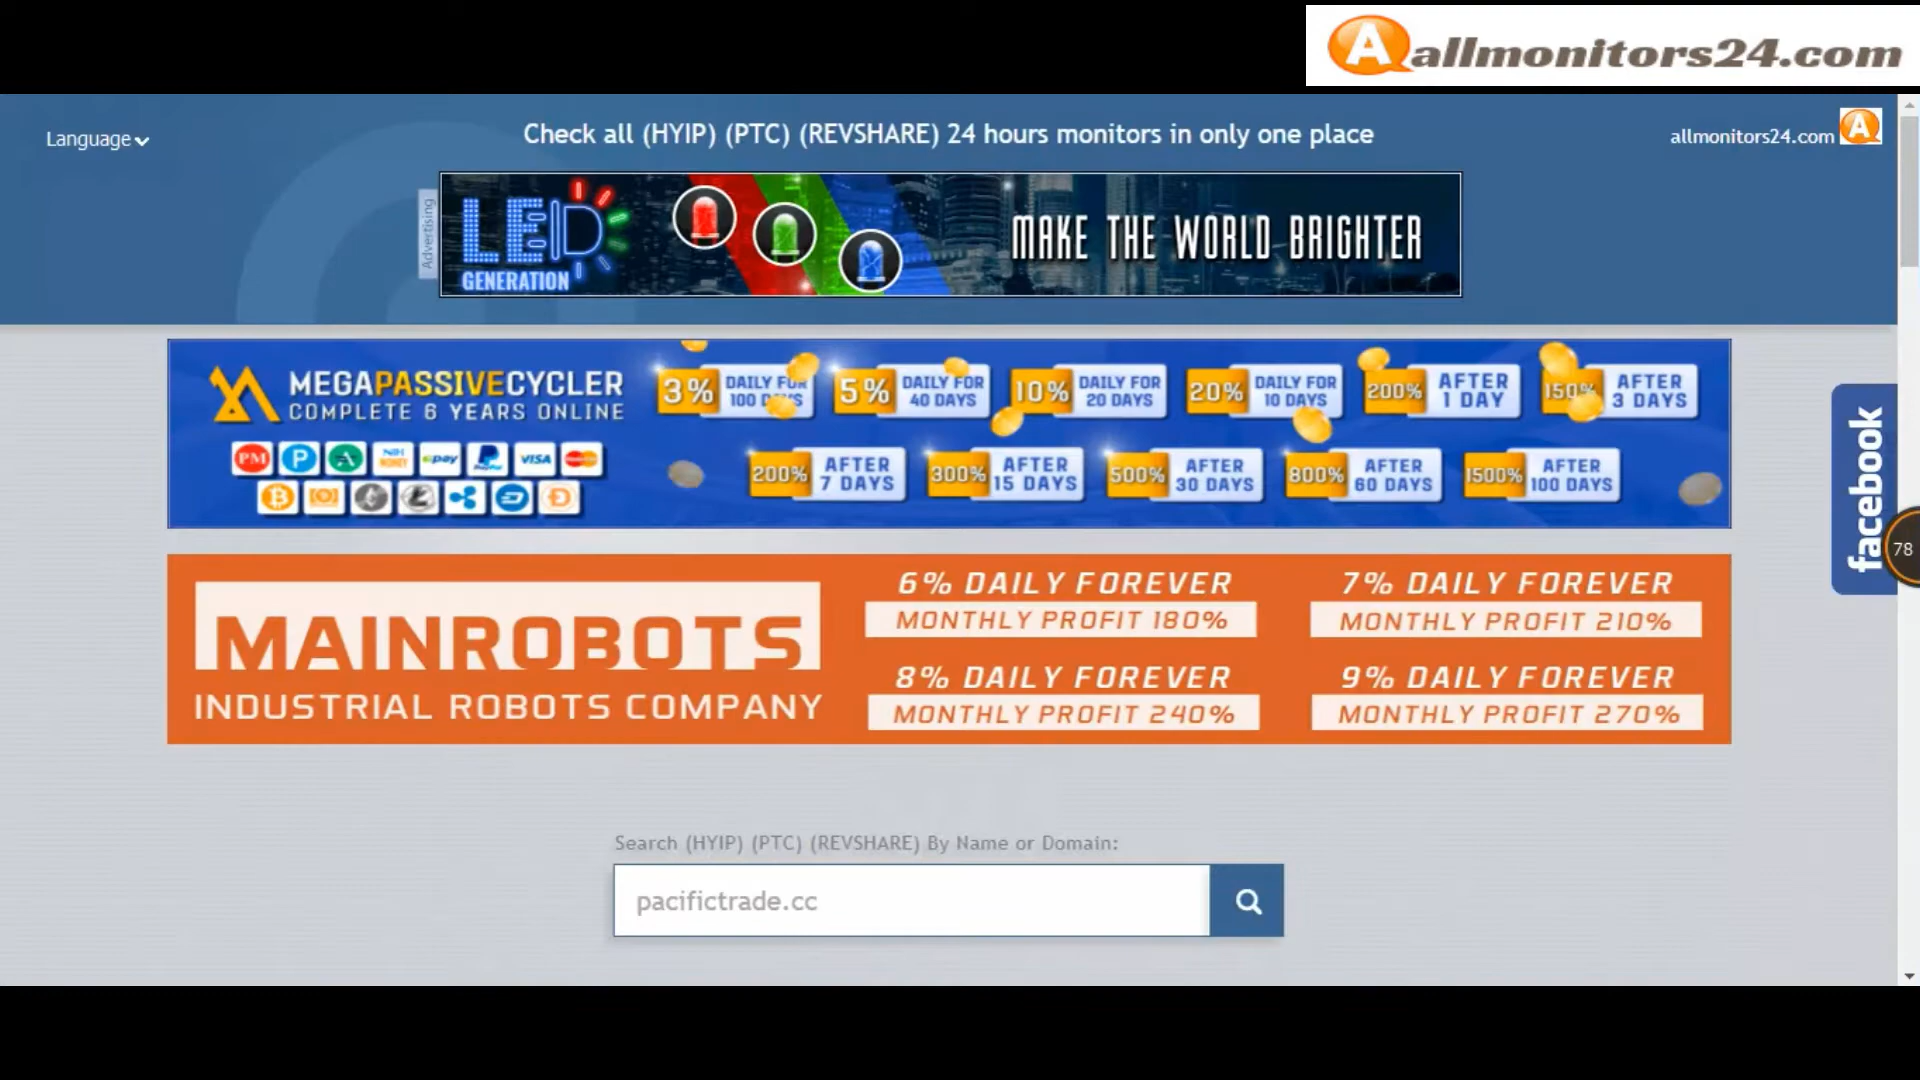 allmonitors24.com
Language
Check all (HYIP) (PTC) (REVSHARE) 24 hours monitors in only one place
allmonitors24.com
Advertising
LED
GENERATION
MAKE THE WORLD BRIGHTER
MEGAPASSIVECYCLER
COMPLETE 6 YEARS ONLINE
3% DAILY FOR 100 DAYS
5% DAILY FOR 40 DAYS
10% DAILY FOR 20 DAYS
20% DAILY FOR 10 DAYS
200% AFTER 1 DAY
150% AFTER 3 DAYS
PM
VISA
200% AFTER 7 DAYS
300% AFTER 15 DAYS
500% AFTER 30 DAYS
800% AFTER 60 DAYS
1500% AFTER 100 DAYS
facebook
78
MAINROBOTS
INDUSTRIAL ROBOTS COMPANY
6% DAILY FOREVER
MONTHLY PROFIT 180%
7% DAILY FOREVER
MONTHLY PROFIT 210%
8% DAILY FOREVER
MONTHLY PROFIT 240%
9% DAILY FOREVER
MONTHLY PROFIT 270%
Search (HYIP) (PTC) (REVSHARE) By Name or Domain:
pacifictrade.cc